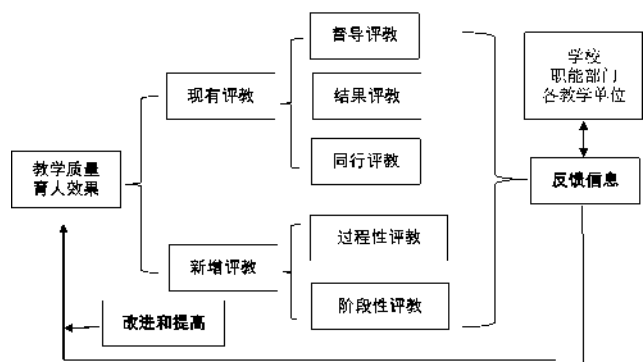 督导评教
学校
职能部门
各教学单位
现有评教
结果评教
同行评教
教学质量
育人效果
反馈信息
过程性评教
新增评教
阶段性评教
改进和提高